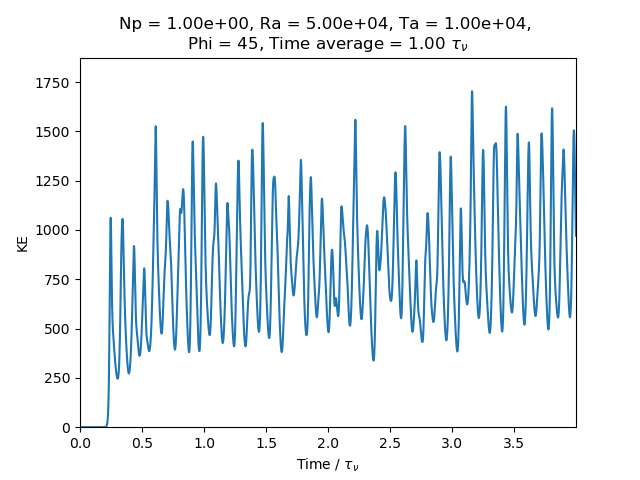 Np = 1.00e+00, Ra = 5.00e+04, Ta = 1.00e+04,
Phi = 45, Time average = 1.00 τν
1750
1500
1250
1000
750
500
250
0
KE
0.0 0.5 1.0 1.5 2.0 2.5 3.0 3.5
Time / τν